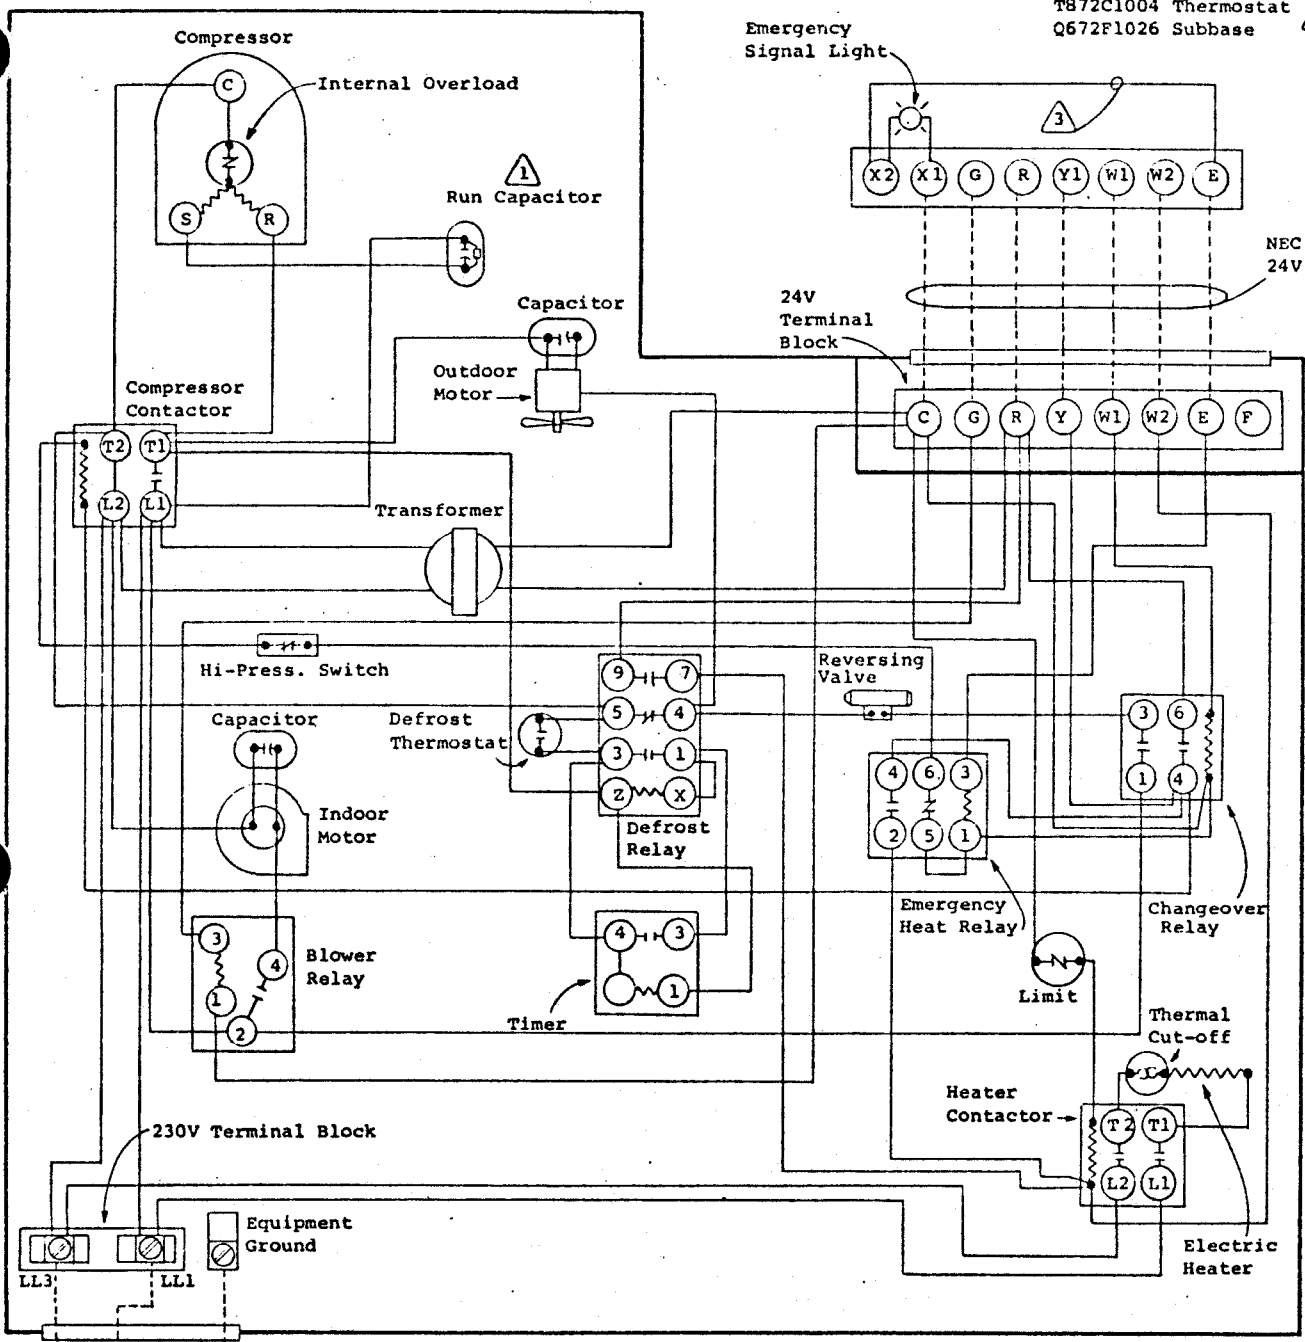 T872C1004 Thermostat
Q672F1026 Subbase
Emergency
Signal Light
Compressor
C
Internal Overload
S
R
1
Run Capacitor
3
X2 X1 G R Y1 W1 W2 E
NEC
24V
24V
Terminal
Block
Capacitor
Outdoor
Motor
Compressor
Contactor
C G R Y W1 W2 E F
T2 T1
L2 L1
Transformer
Hi-Press. Switch
Reversing
Valve
9 7
5 4
3 1
Z X
Defrost
Relay
Capacitor
Defrost
Thermostat
Indoor
Motor
3 6
1 4
4 6 3
2 5 1
Emergency
Heat Relay
Changeover
Relay
3
4
1
2
Blower
Relay
4 3
1
Timer
Limit
Thermal
Cut-off
Heater
Contactor
T2 T1
L2 L1
230V Terminal Block
Equipment
Ground
LL3
LL1
Electric
Heater